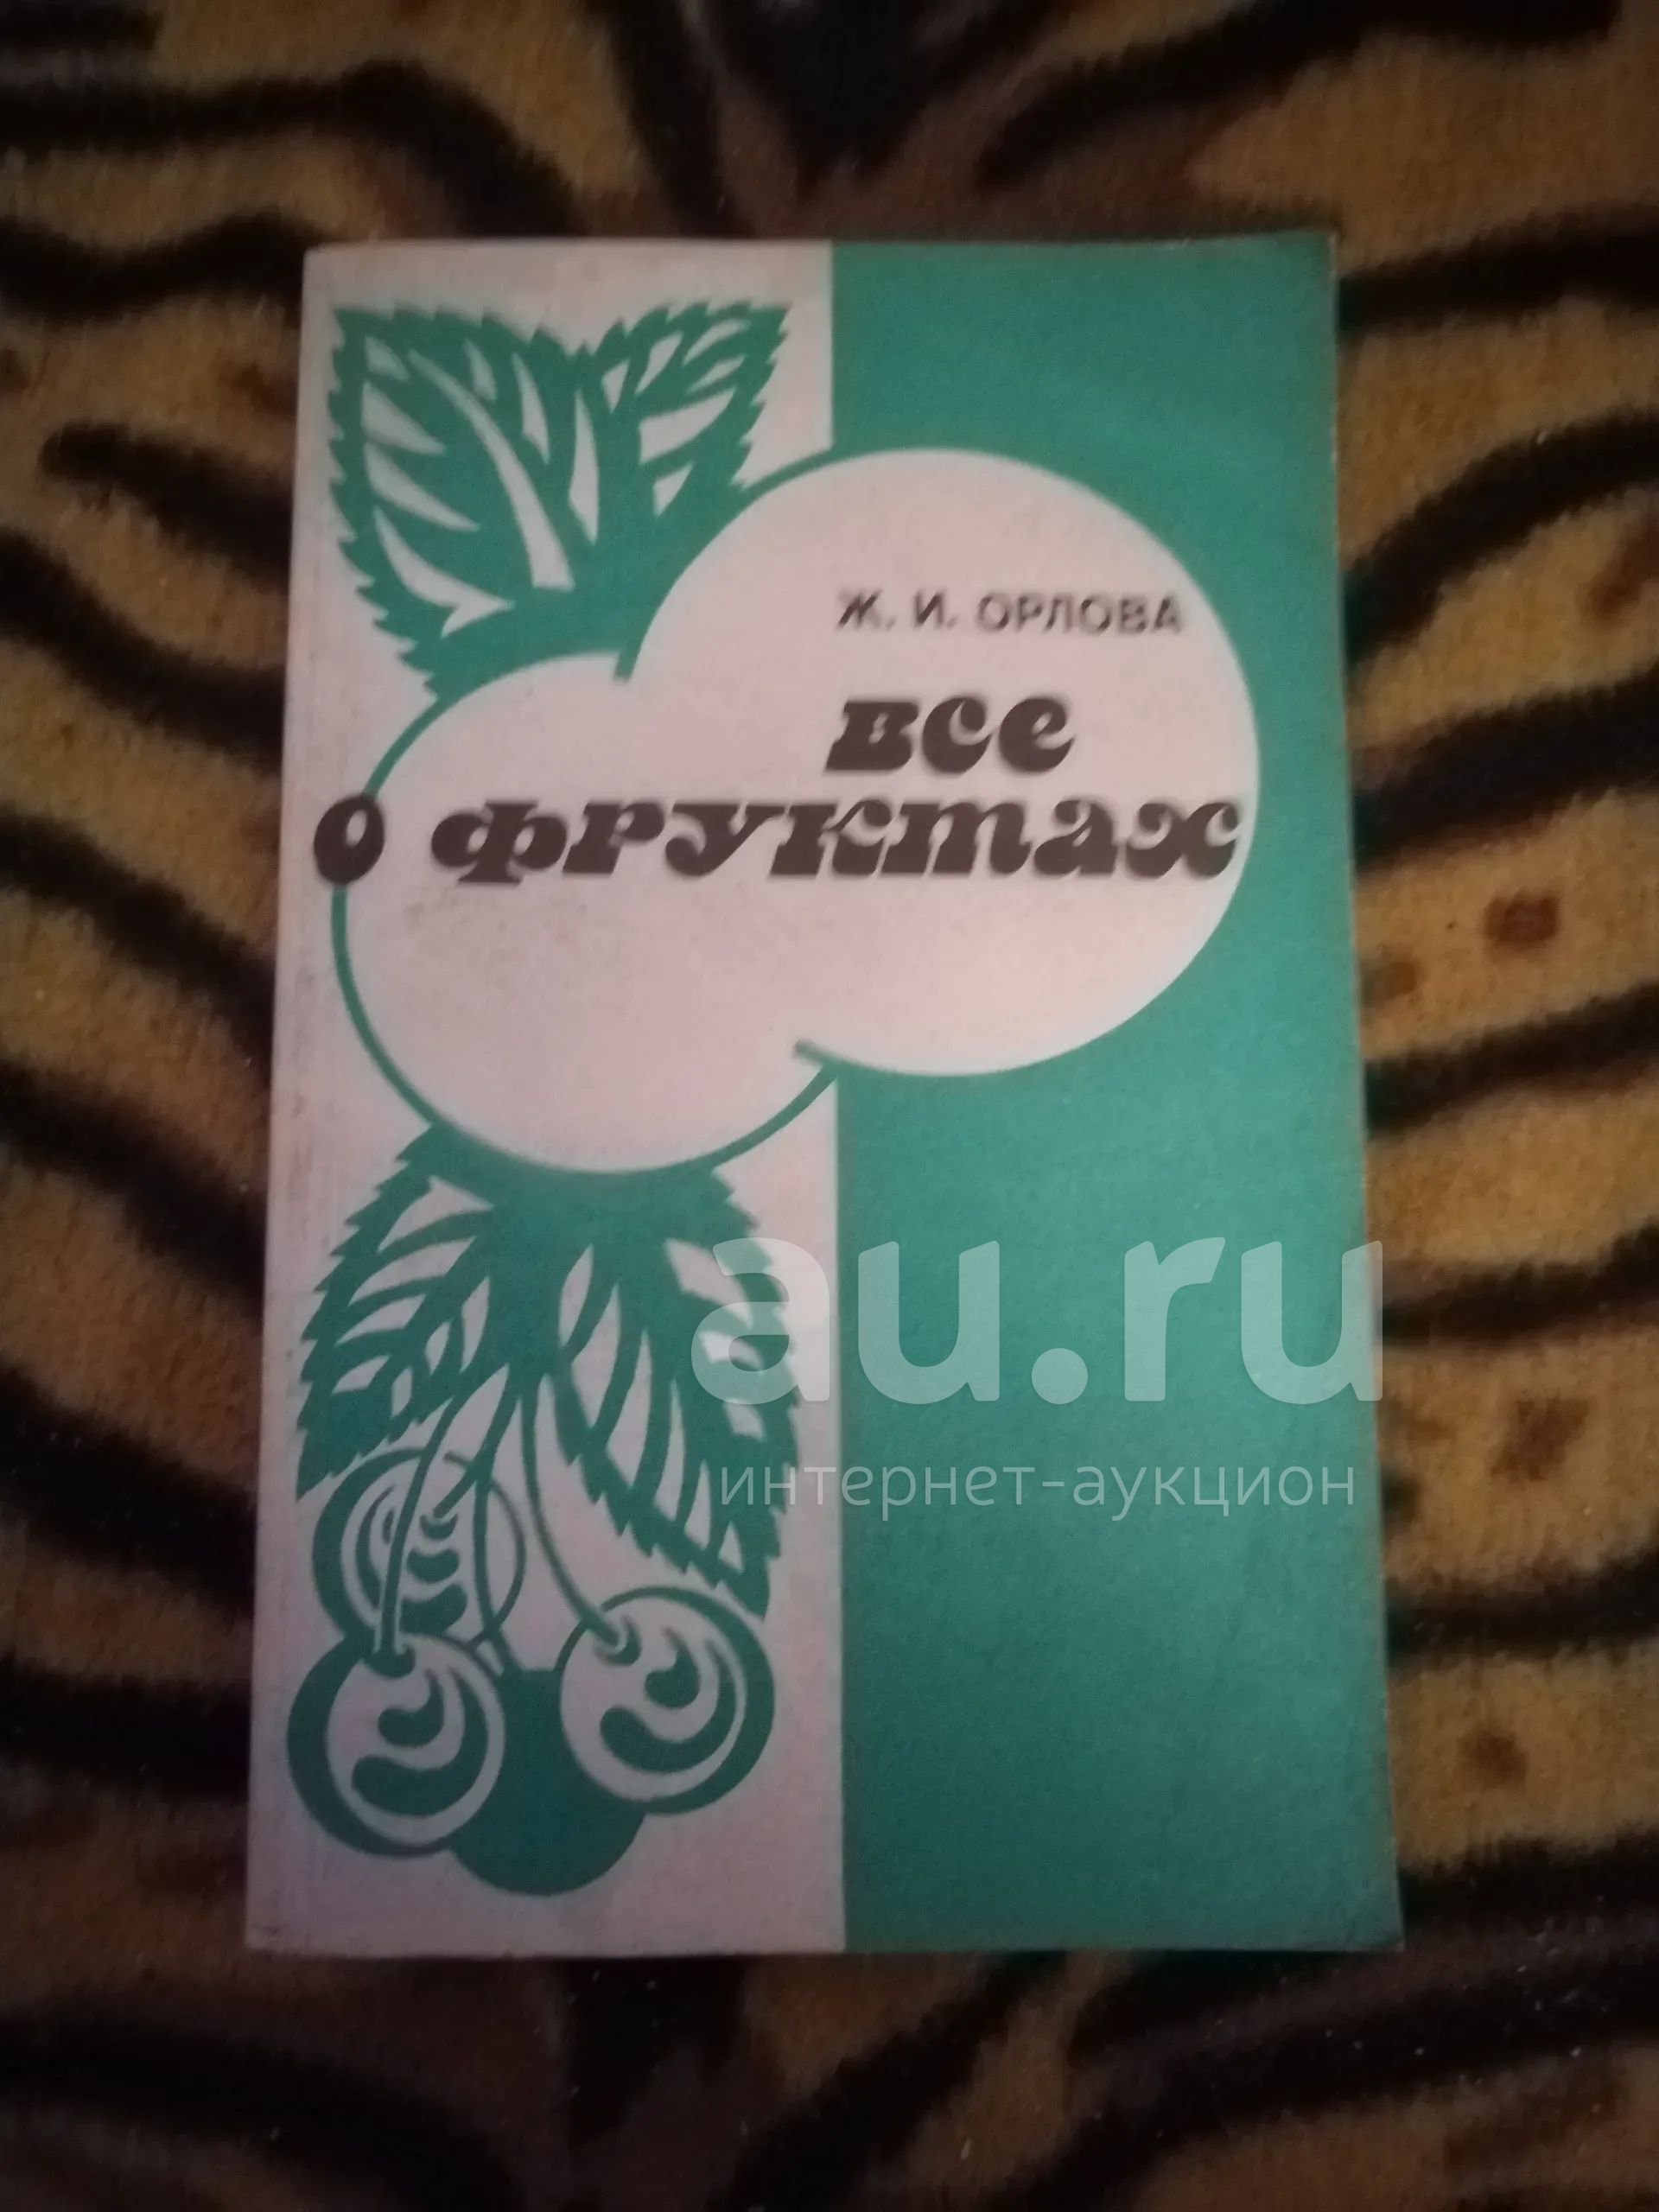 Ж. И. ОРЛОВА
все
о фруктах
au.ru
интернет-аукцион